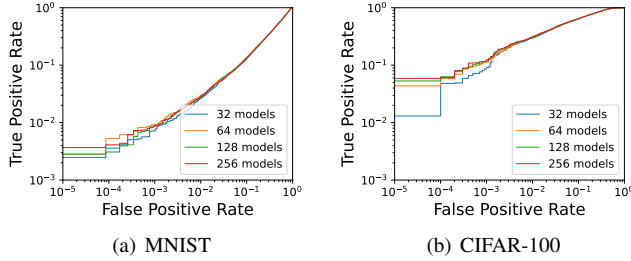 True Positive Rate
10⁰
10⁻¹
10⁻²
10⁻³
32 models
64 models
128 models
256 models
10⁻⁵ 10⁻⁴ 10⁻³ 10⁻² 10⁻¹ 10⁰
False Positive Rate
(a) MNIST
True Positive Rate
10⁰
10⁻¹
10⁻²
10⁻³
32 models
64 models
128 models
256 models
10⁻⁵ 10⁻⁴ 10⁻³ 10⁻² 10⁻¹ 10⁰
False Positive Rate
(b) CIFAR-100